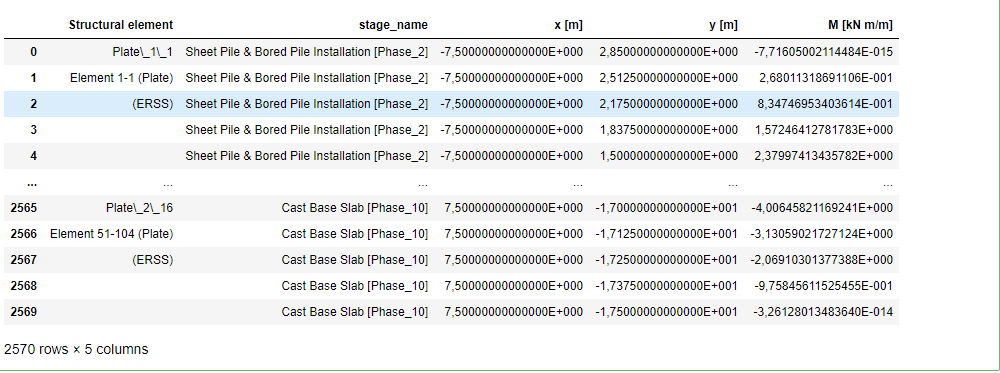 Structural element stage_name x [m] y [m] M [kN m/m]
0 Plate\_1\_1 Sheet Pile & Bored Pile Installation [Phase_2] -7,50000000000000E+000 2,85000000000000E+000 -7,71605002114484E-015
1 Element 1-1 (Plate) Sheet Pile & Bored Pile Installation [Phase_2] -7,50000000000000E+000 2,51250000000000E+000 2,68011318691106E-001
2 (ERSS) Sheet Pile & Bored Pile Installation [Phase_2] -7,50000000000000E+000 2,17500000000000E+000 8,34746953403614E-001
3 Sheet Pile & Bored Pile Installation [Phase_2] -7,50000000000000E+000 1,83750000000000E+000 1,57246412781783E+000
4 Sheet Pile & Bored Pile Installation [Phase_2] -7,50000000000000E+000 1,50000000000000E+000 2,37997413435782E+000
... ... ... ... ... ...
2565 Plate\_2\_16 Cast Base Slab [Phase_10] 7,50000000000000E+000 -1,70000000000000E+001 -4,00645821169241E+000
2566 Element 51-104 (Plate) Cast Base Slab [Phase_10] 7,50000000000000E+000 -1,71250000000000E+001 -3,13059021727124E+000
2567 (ERSS) Cast Base Slab [Phase_10] 7,50000000000000E+000 -1,72500000000000E+001 -2,06910301377388E+000
2568 Cast Base Slab [Phase_10] 7,50000000000000E+000 -1,73750000000000E+001 -9,75845611525455E-001
2569 Cast Base Slab [Phase_10] 7,50000000000000E+000 -1,75000000000000E+001 -3,26128013483640E-014
2570 rows × 5 columns